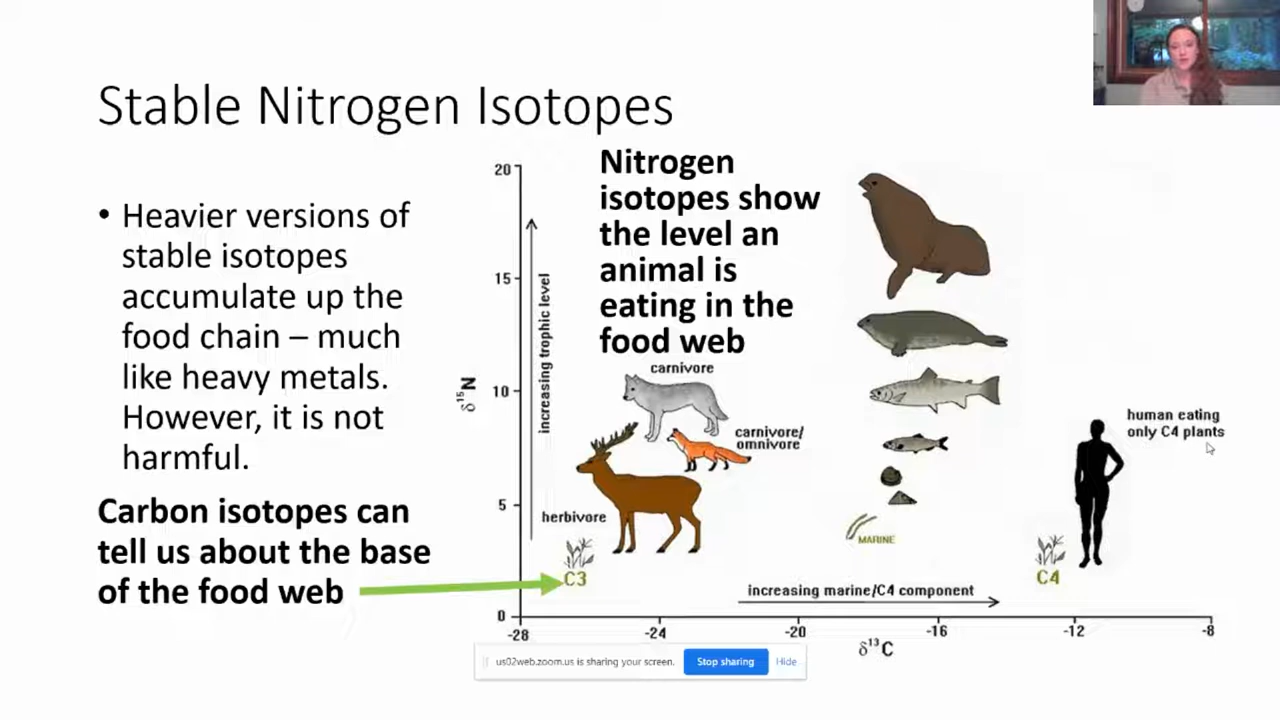 Stable Nitrogen Isotopes
• Heavier versions of
stable isotopes
accumulate up the
food chain – much
like heavy metals.
However, it is not
harmful.
Carbon isotopes can
tell us about the base
of the food web
Nitrogen
isotopes show
the level an
animal is
eating in the
food web
20
15
10
5
0
δ15N
increasing trophic level
carnivore
carnivore/
omnivore
herbivore
C3
MARINE
human eating
only C4 plants
C4
increasing marine/C4 component
-28
-24
-20
-16
-12
-8
δ13C
us02web.zoom.us is sharing your screen.
Stop sharing
Hide